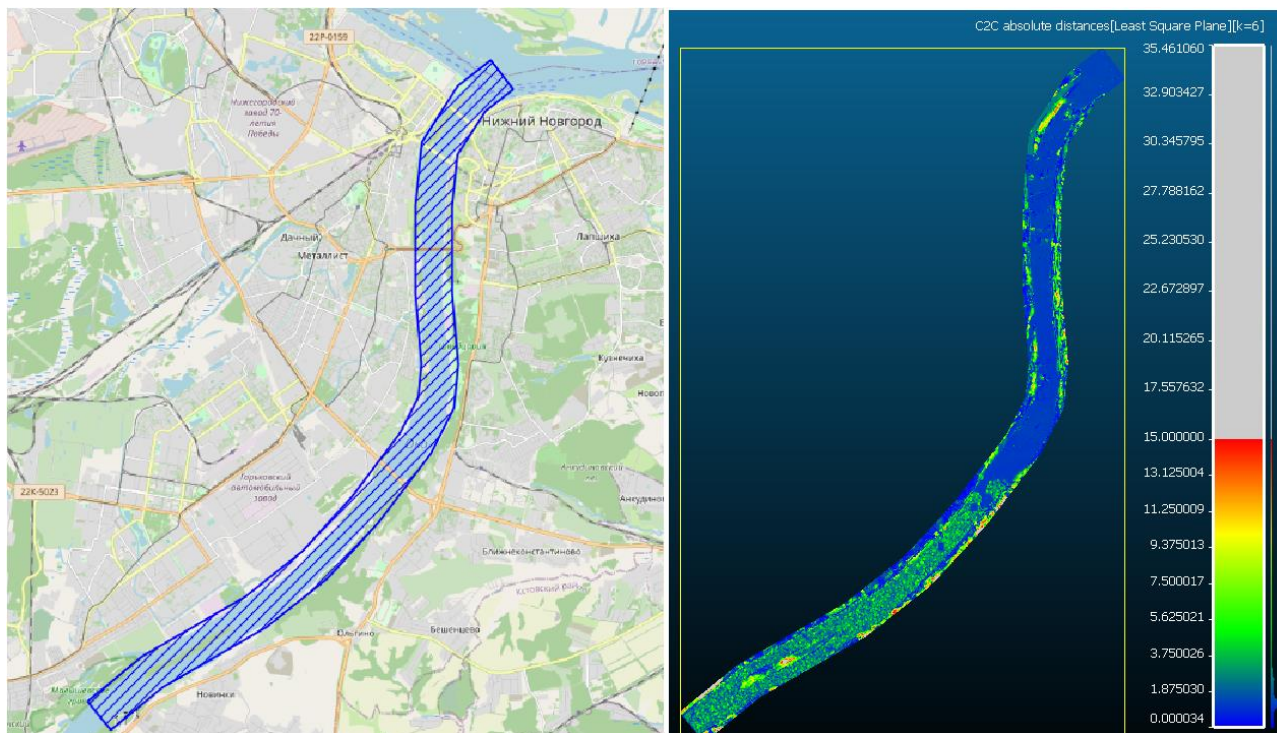 22Р-0159
Нижегородский
завод 70-
летия
Победы
Нижний Новгород
Дачный
Металлист
Лапшиха
Кузнечиха
Горьковский
автомобильный
завод
22К-5023
Анкудино
Ближнеконстантиново
Кстовский рай
Ольгино
Бешенцево
Новинки
C2C absolute distances[Least Square Plane][k=6]
35.461060
32.903427
30.345795
27.788162
25.230530
22.672897
20.115265
17.557632
15.000000
13.125004
11.250009
9.375013
7.500017
5.625021
3.750026
1.875030
0.000034